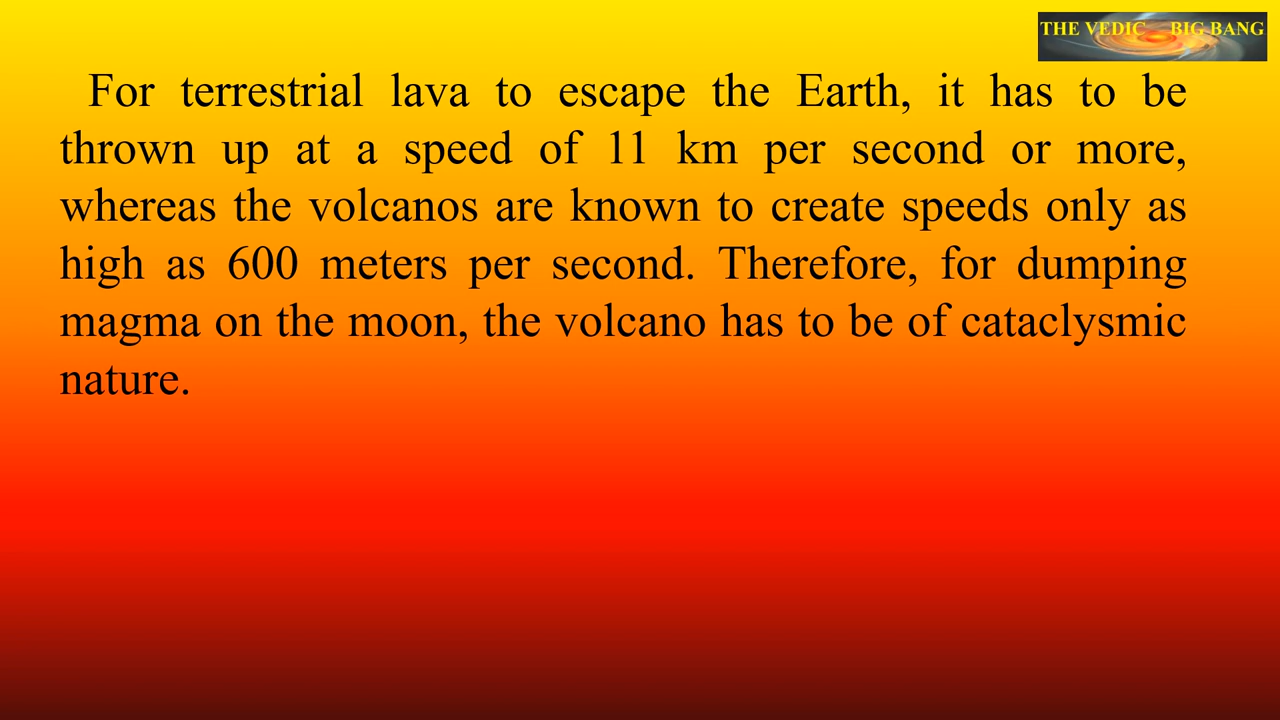 THE VEDIC BIG BANG
For terrestrial lava to escape the Earth, it has to be
thrown up at a speed of 11 km per second or more,
whereas the volcanos are known to create speeds only as
high as 600 meters per second. Therefore, for dumping
magma on the moon, the volcano has to be of cataclysmic
nature.